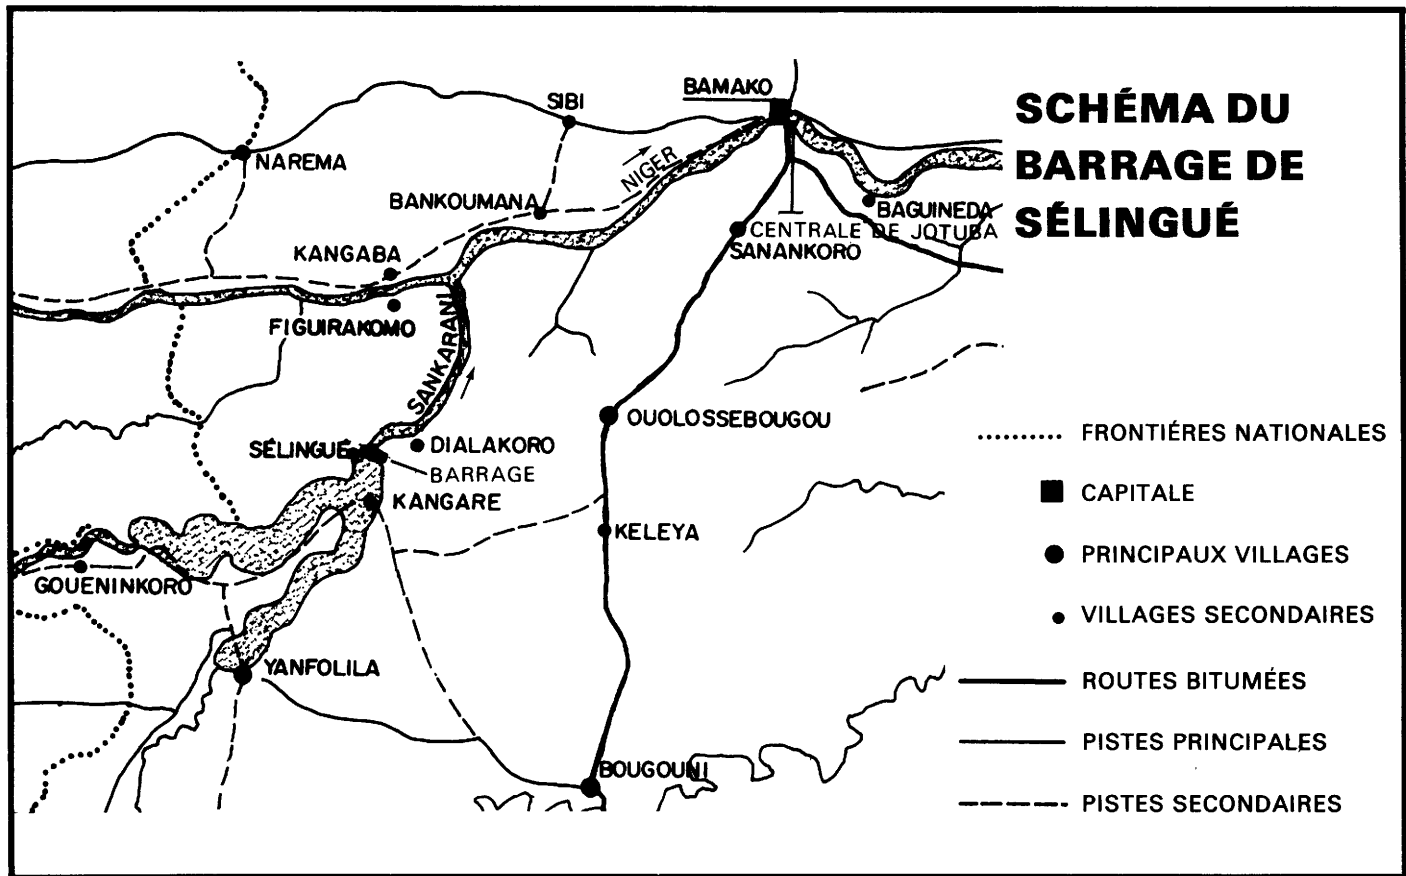 SCHÉMA DU
BARRAGE DE
SÉLINGUÉ
BAMAKO
SIBI
NAREMA
NIGER
BANKOUMANA
BAGUINEDA
CENTRALE DE JOTUBA
SANANKORO
KANGABA
FIGUIRAKOMO
SANKARANI
OUOLOSSEBOUGOU
SÉLINGUÉ
DIALAKORO
BARRAGE
KANGARE
KELEYA
GOUENINKORO
YANFOLILA
BOUGOUNI
FRONTIÉRES NATIONALES
CAPITALE
PRINCIPAUX VILLAGES
VILLAGES SECONDAIRES
ROUTES BITUMÉES
PISTES PRINCIPALES
PISTES SECONDAIRES